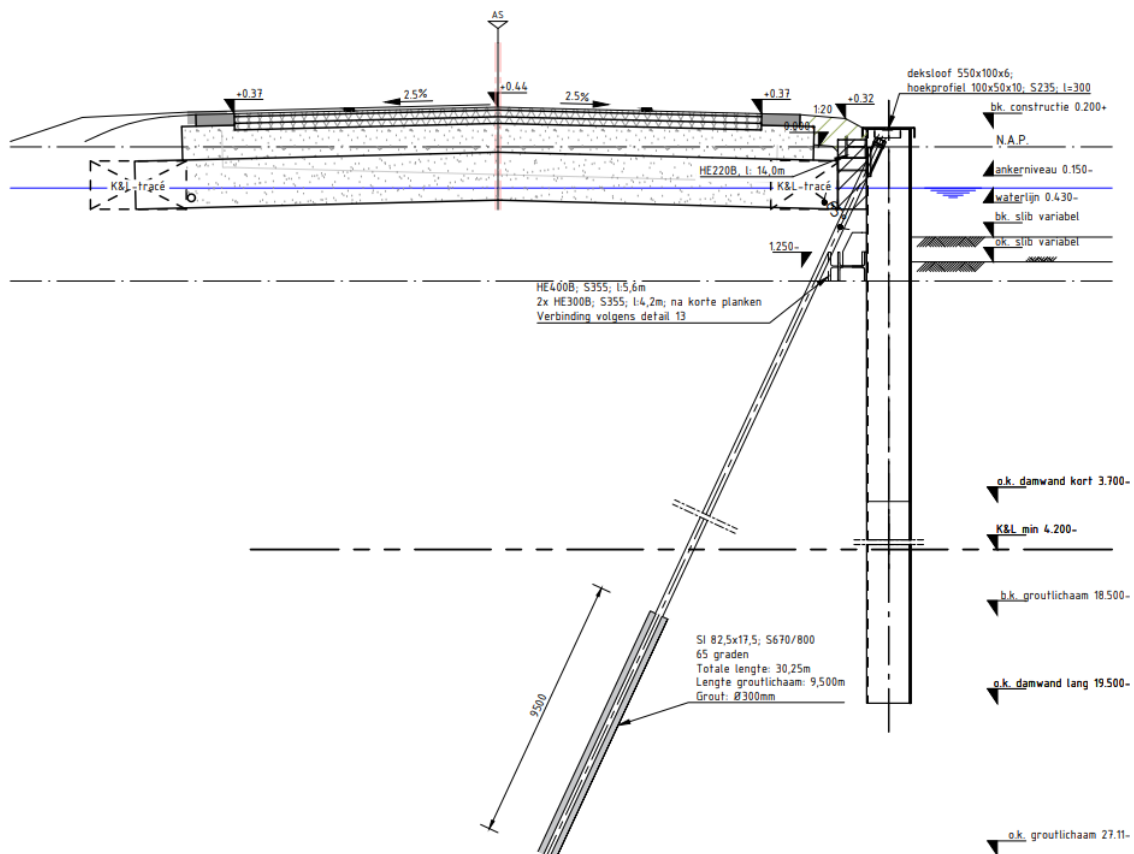 AS
+0.37
2.5%
+0.44
2.5%
+0.37
1:20
+0.32
0.000
deksloof 550x100x6;
hoekprofiel 100x50x10; S235; l=300
bk. constructie 0.200+
N.A.P.
ankerniveau 0.150-
waterlijn 0.430-
bk. slib variabel
ok. slib variabel
K&L-tracé
K&L-tracé
HE220B, l: 14,0m
1.250-
HE400B; S355; l:5,6m
2x HE300B; S355; l:4,2m; na korte planken
Verbinding volgens detail 13
o.k. damwand kort 3.700-
K&L min 4.200-
b.k. groutlichaam 18.500-
o.k. damwand lang 19.500-
SI 82,5x17,5; S670/800
65 graden
Totale lengte: 30,25m
Lengte groutlichaam: 9,500m
Grout: Ø300mm
9500
o.k. groutlichaam 27.11-